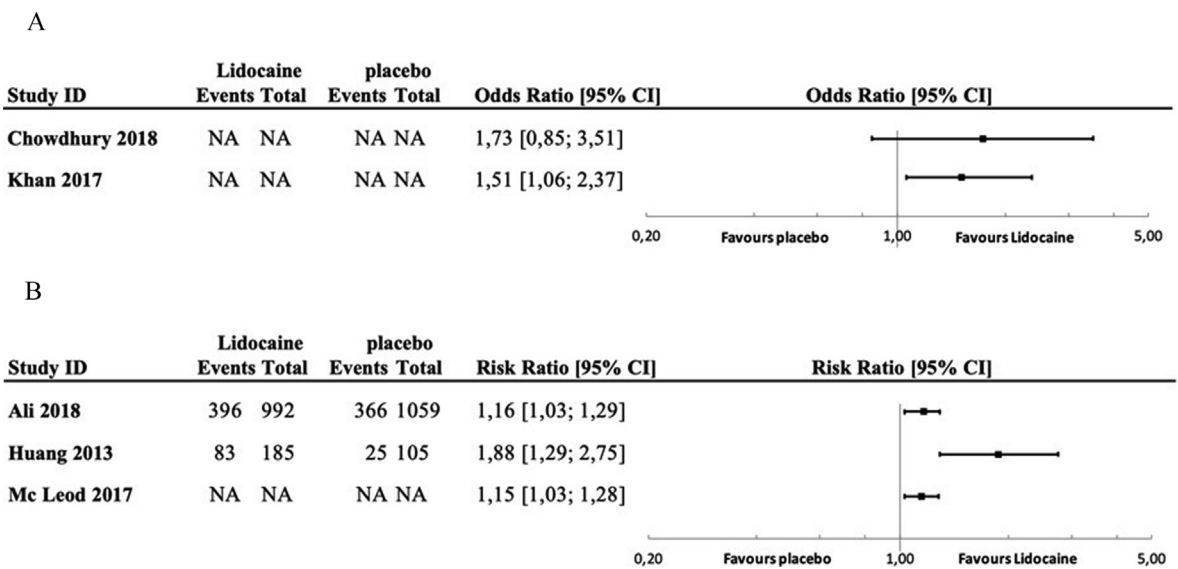 A
Lidocaine placebo
Study ID Events Total Events Total Odds Ratio [95% CI] Odds Ratio [95% CI]
Chowdhury 2018 NA NA NA NA 1,73 [0,85; 3,51]
Khan 2017 NA NA NA NA 1,51 [1,06; 2,37]
0,20 Favours placebo 1,00 Favours Lidocaine 5,00
B
Lidocaine placebo
Study ID Events Total Events Total Risk Ratio [95% CI] Risk Ratio [95% CI]
Ali 2018 396 992 366 1059 1,16 [1,03; 1,29]
Huang 2013 83 185 25 105 1,88 [1,29; 2,75]
Mc Leod 2017 NA NA NA NA 1,15 [1,03; 1,28]
0,20 Favours placebo 1,00 Favours Lidocaine 5,00